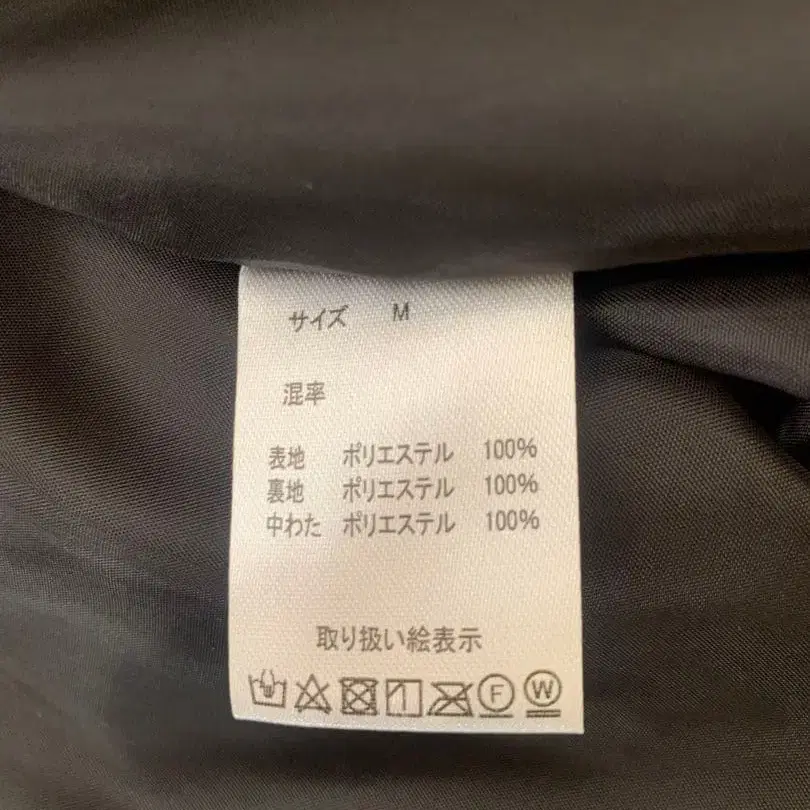 サイズ M
混率
表地 ポリエステル 100%
裏地 ポリエステル 100%
中わた ポリエステル 100%
取り扱い絵表示
F W